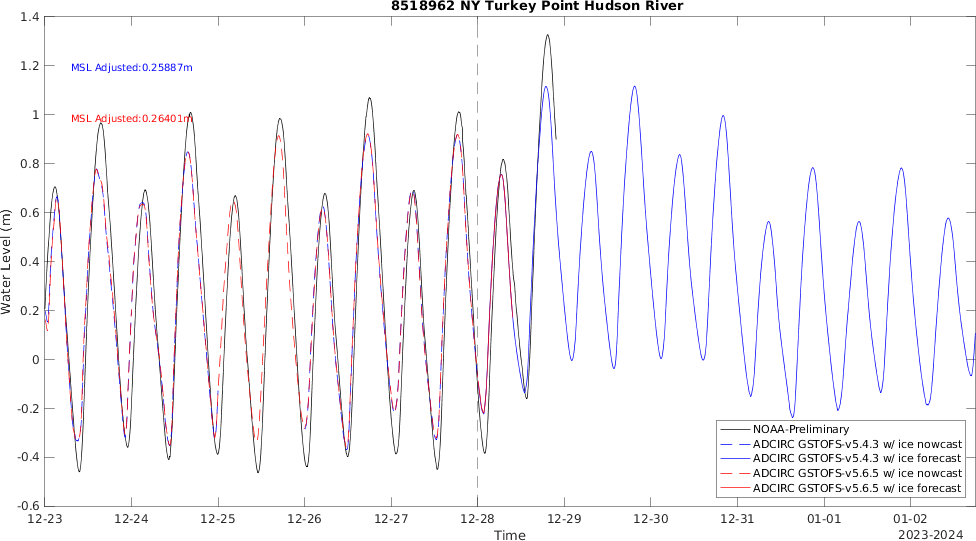 8518962 NY Turkey Point Hudson River
1.4
1.2
1
0.8
0.6
0.4
0.2
0
-0.2
-0.4
-0.6
Water Level (m)
MSL Adjusted:0.25887m
MSL Adjusted:0.26401m
NOAA-Preliminary
ADCIRC GSTOFS-v5.4.3 w/ ice nowcast
ADCIRC GSTOFS-v5.4.3 w/ ice forecast
ADCIRC GSTOFS-v5.6.5 w/ ice nowcast
ADCIRC GSTOFS-v5.6.5 w/ ice forecast
12-23 12-24 12-25 12-26 12-27 12-28 12-29 12-30 12-31 01-01 01-02
Time
2023-2024